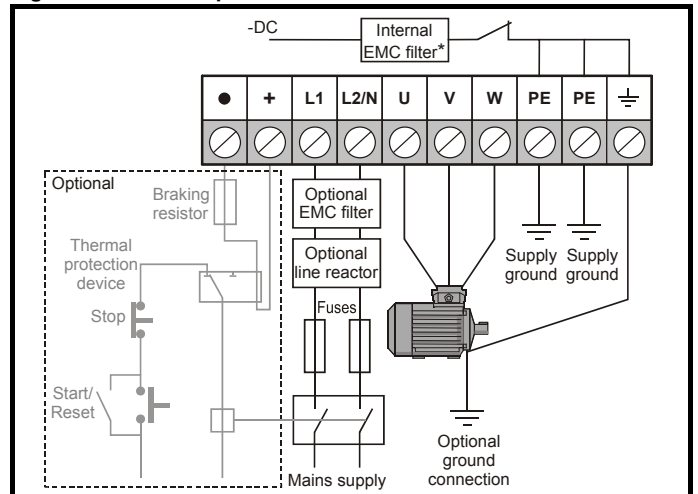 -DC
Internal
EMC filter*
● + L1 L2/N U V W PE PE ⏚
Optional
Braking
resistor
Thermal
protection
device
Stop
Start/
Reset
Optional
EMC filter
Optional
line reactor
Fuses
Mains supply
Supply
ground
Supply
ground
Optional
ground
connection